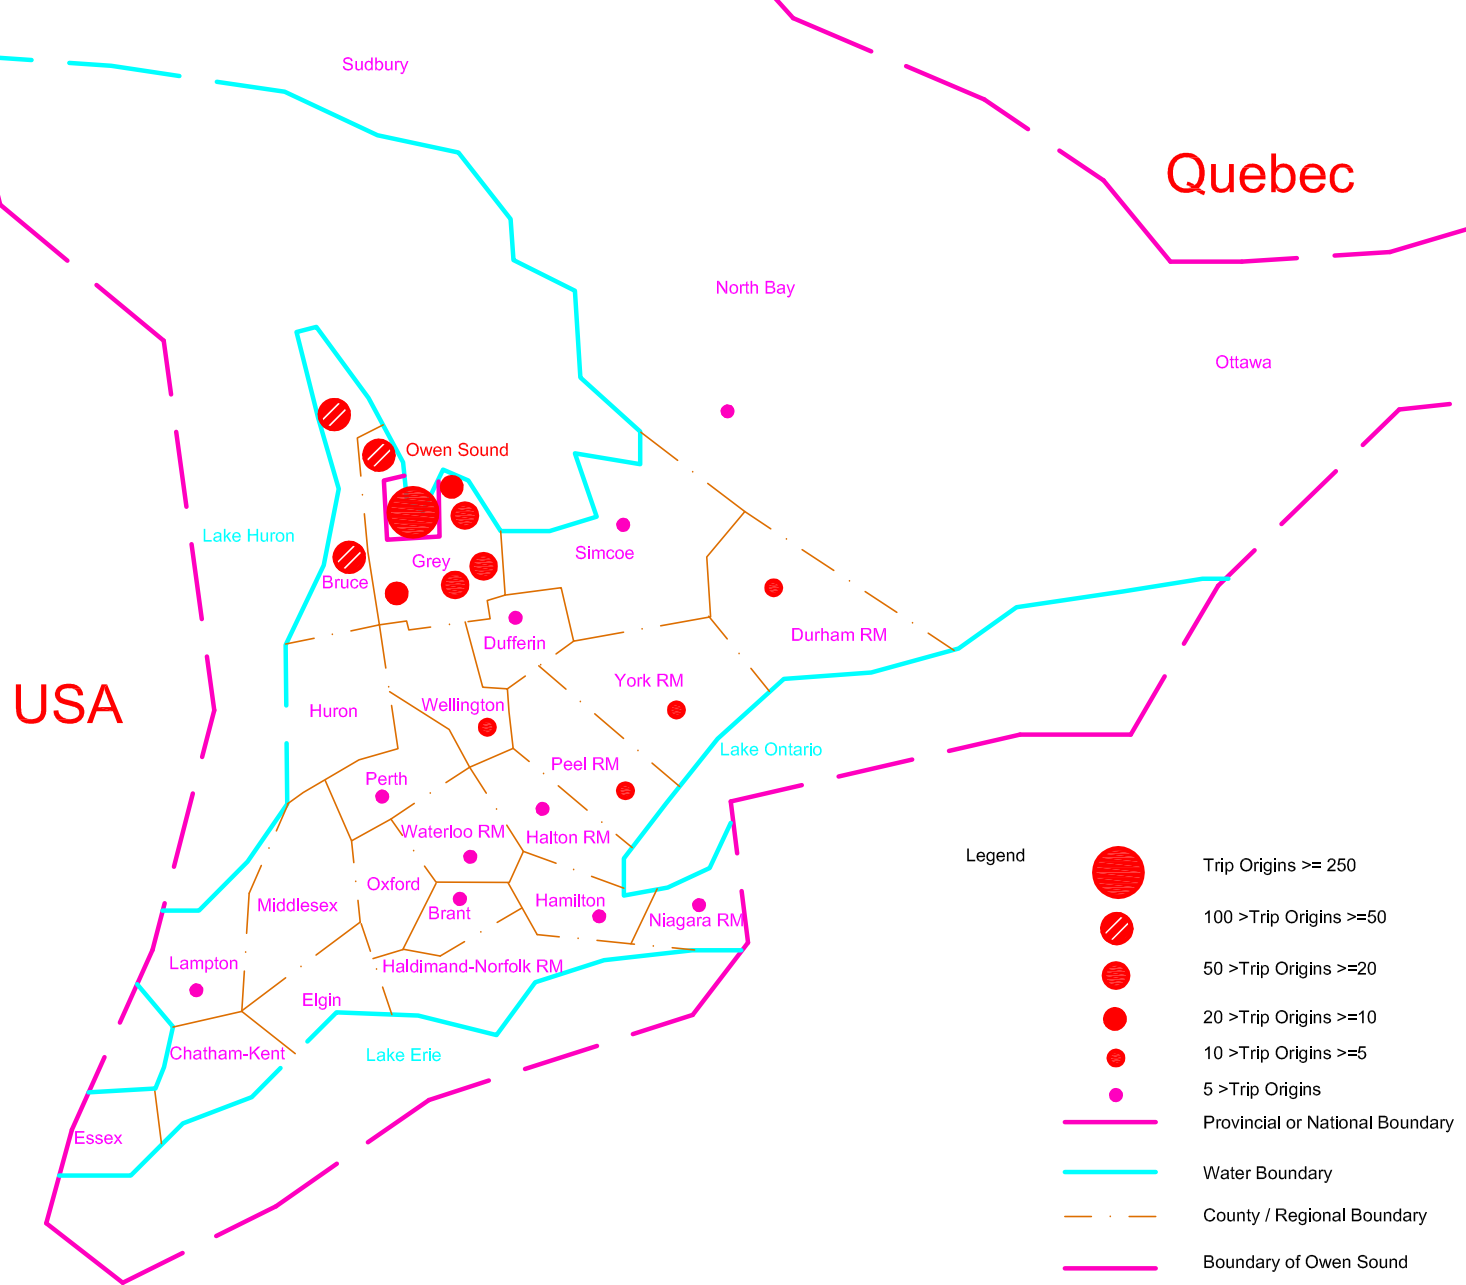 Sudbury
Quebec
North Bay
Ottawa
Owen Sound
Lake Huron
Simcoe
Grey
Bruce
Durham RM
Dufferin
York RM
USA
Huron
Wellington
Lake Ontario
Peel RM
Perth
Waterloo RM
Halton RM
Legend
Trip Origins >= 250
Oxford
Middlesex
Brant
Hamilton
Niagara RM
100 >Trip Origins >=50
Lampton
Haldimand-Norfolk RM
50 >Trip Origins >=20
Elgin
20 >Trip Origins >=10
Chatham-Kent
Lake Erie
10 >Trip Origins >=5
5 >Trip Origins
Provincial or National Boundary
Essex
Water Boundary
County / Regional Boundary
Boundary of Owen Sound